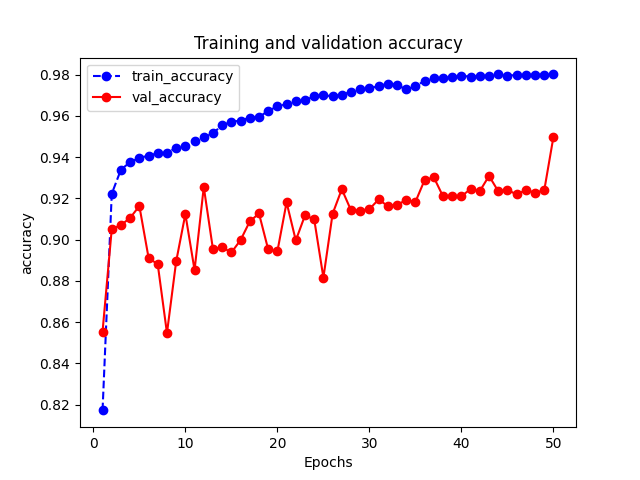 Training and validation accuracy
train_accuracy
val_accuracy
accuracy
0.98
0.96
0.94
0.92
0.90
0.88
0.86
0.84
0.82
0 10 20 30 40 50
Epochs